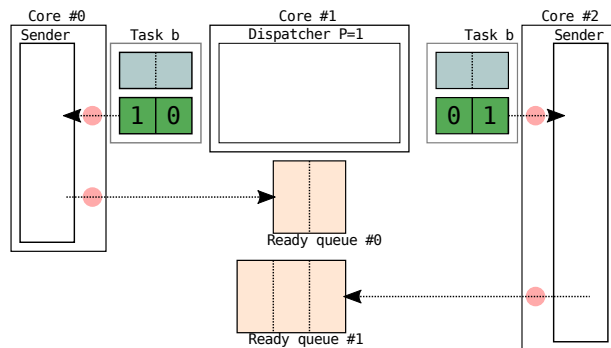 Core #0
Core #1
Core #2
Sender
Task b
Dispatcher P=1
Task b
Sender
1 0
0 1
Ready queue #0
Ready queue #1